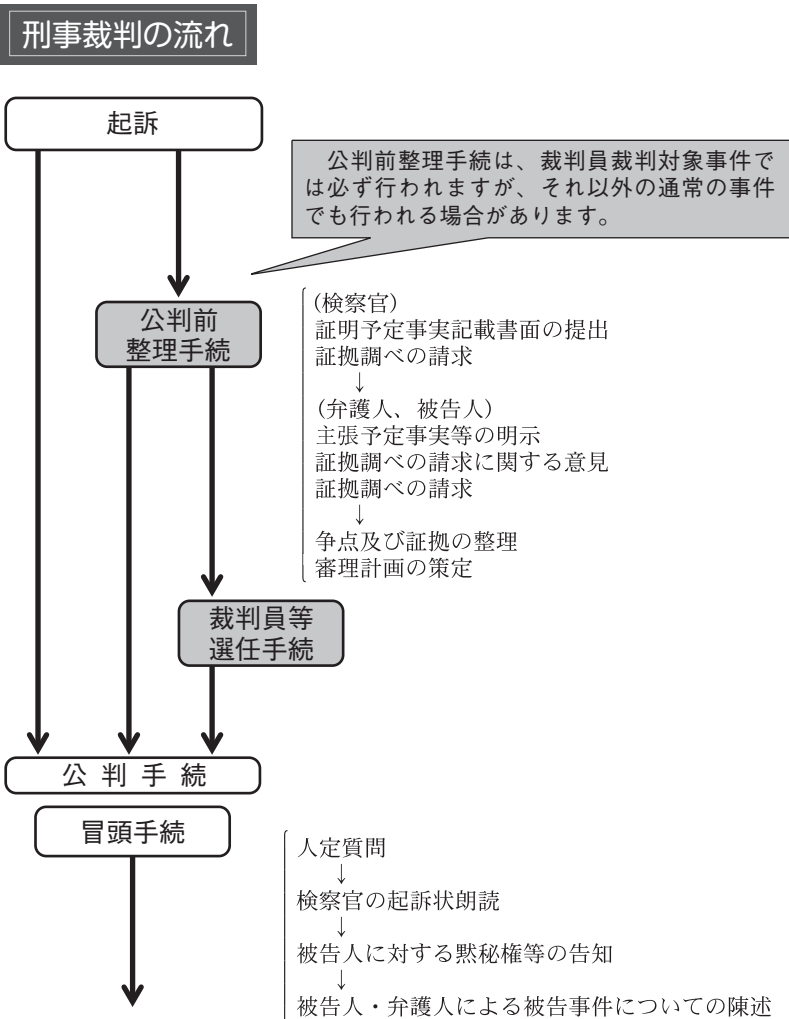 刑事裁判の流れ
起訴
公判前整理手続は、裁判員裁判対象事件で
は必ず行われますが、それ以外の通常の事件
でも行われる場合があります。
公判前
整理手続
(検察官)
証明予定事実記載書面の提出
証拠調べの請求
↓
(弁護人、被告人)
主張予定事実等の明示
証拠調べの請求に関する意見
証拠調べの請求
↓
争点及び証拠の整理
審理計画の策定
裁判員等
選任手続
公判手続
冒頭手続
人定質問
↓
検察官の起訴状朗読
↓
被告人に対する黙秘権等の告知
↓
被告人・弁護人による被告事件についての陳述